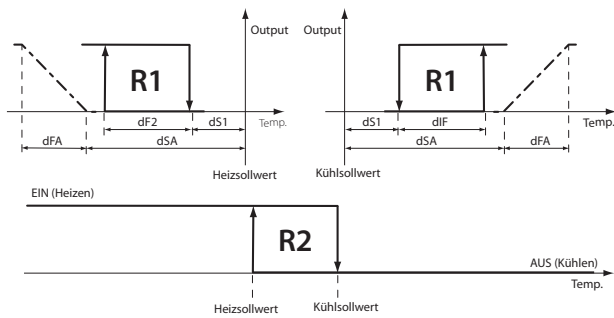 Output
Output
R1
R1
dF2
dS1
Temp.
dS1
dIF
Temp.
dFA
dSA
dSA
dFA
Heizsollwert
Kühlsollwert
EIN (Heizen)
R2
AUS (Kühlen)
Temp.
Heizsollwert
Kühlsollwert